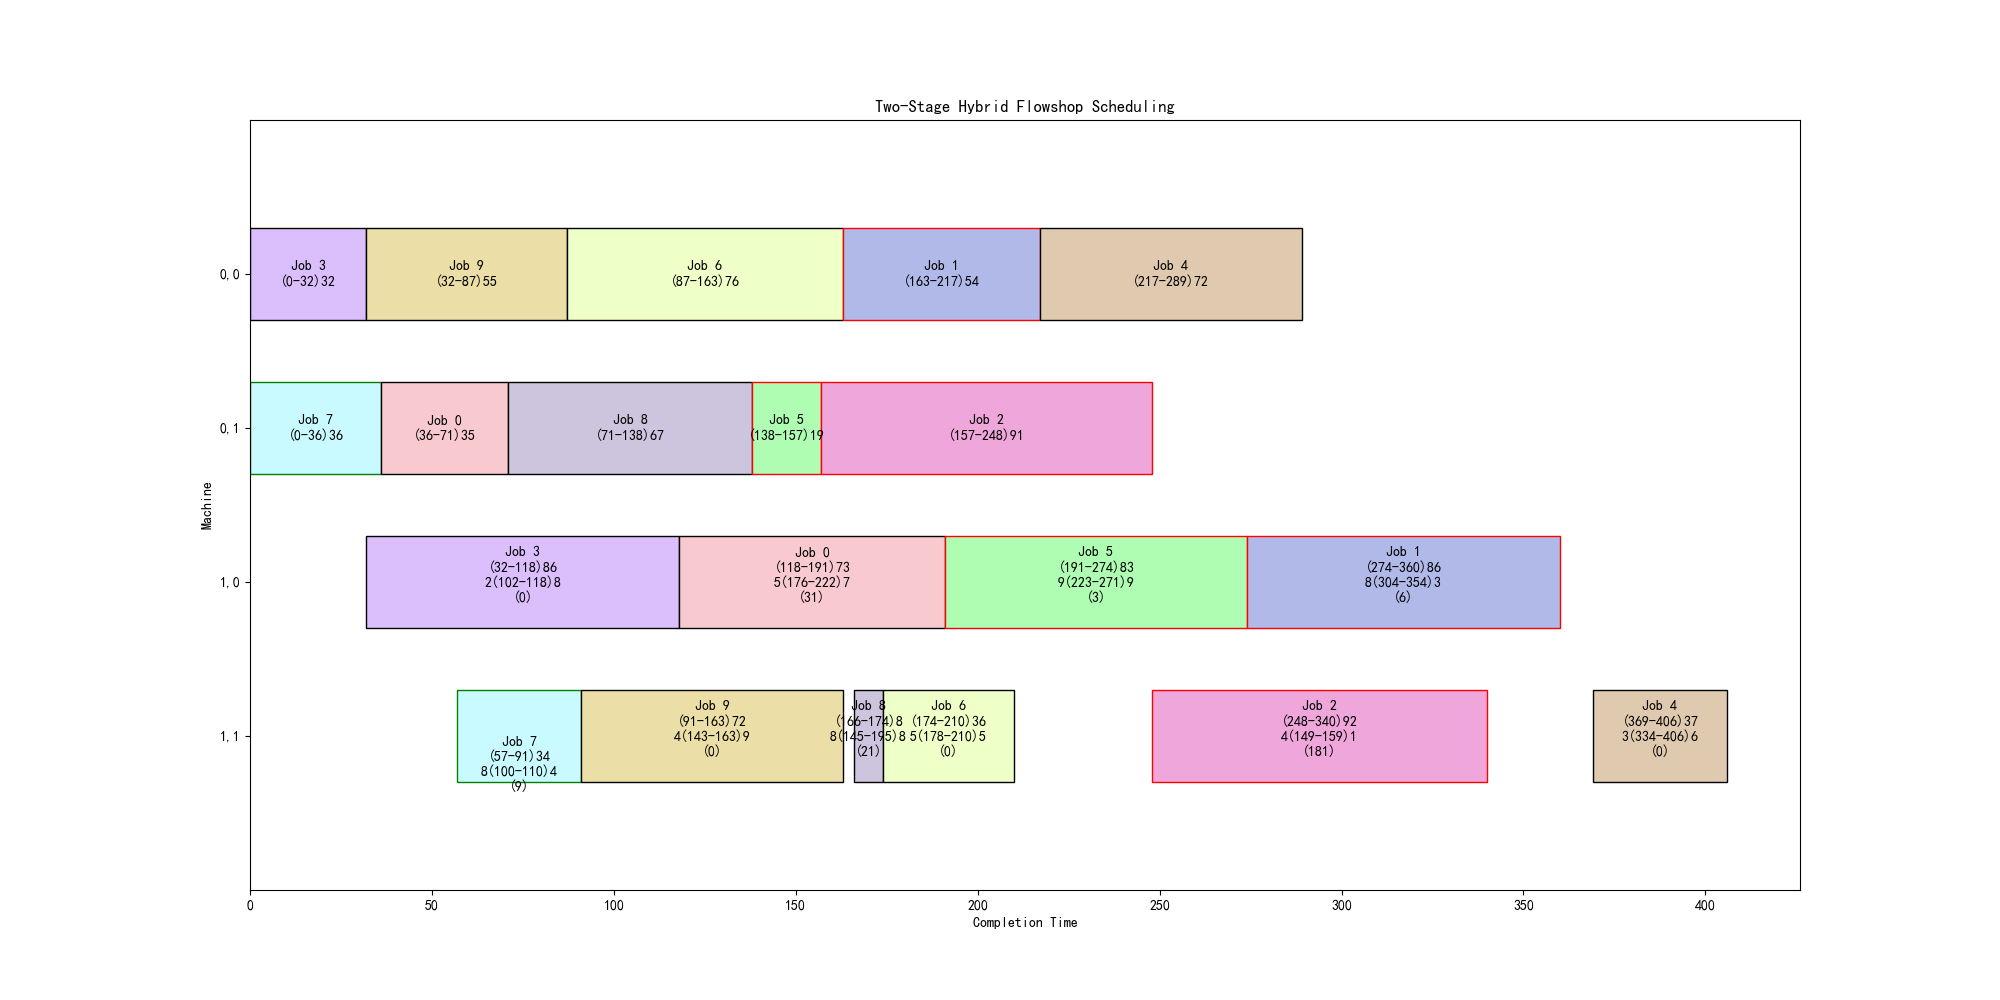 Two-Stage Hybrid Flowshop Scheduling
0,0
Job 3
(0-32)32
Job 9
(32-87)55
Job 6
(87-163)76
Job 1
(163-217)54
Job 4
(217-289)72
0,1
Job 7
(0-36)36
Job 0
(36-71)35
Job 8
(71-138)67
Job 5
(138-157)19
Job 2
(157-248)91
Machine
1,0
Job 3
(32-118)86
2(102-118)8
(0)
Job 0
(118-191)73
5(176-222)7
(31)
Job 5
(191-274)83
9(223-271)9
(3)
Job 1
(274-360)86
8(304-354)3
(6)
1,1
Job 7
(57-91)34
8(100-110)4
(9)
Job 9
(91-163)72
4(143-163)9
(0)
Job 8
(166-174)8
8(145-195)8
(21)
Job 6
(174-210)36
5(178-210)5
(0)
Job 2
(248-340)92
4(149-159)1
(181)
Job 4
(369-406)37
3(334-406)6
(0)
0 50 100 150 200 250 300 350 400
Completion Time